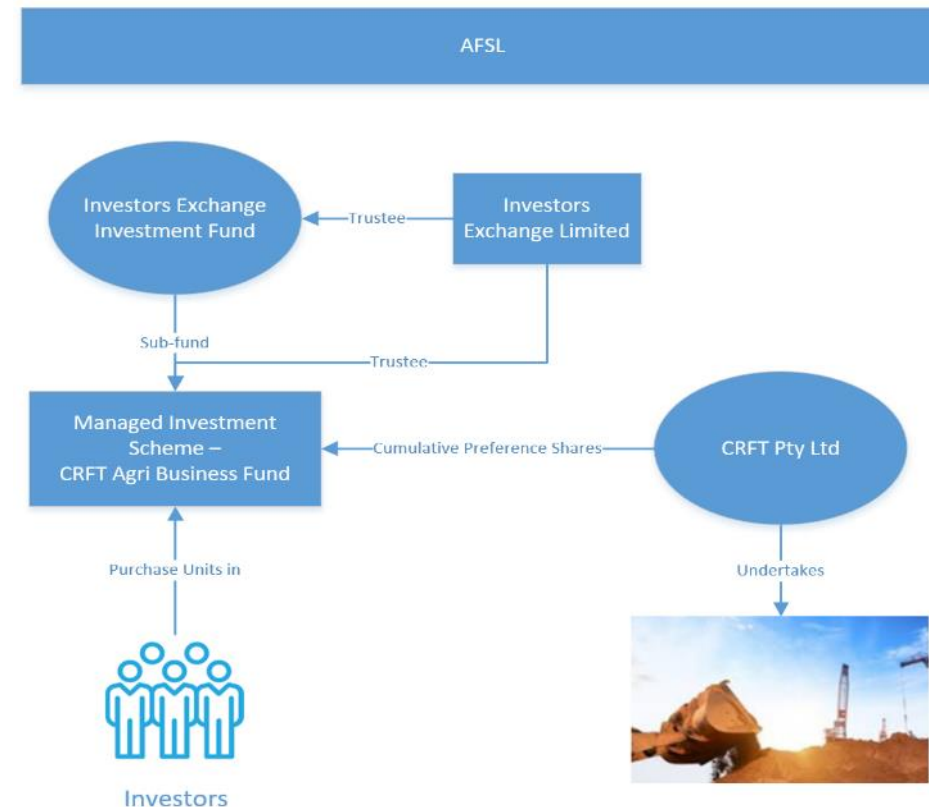 AFSL
Investors Exchange
Investment Fund
Trustee
Investors
Exchange Limited
Sub-fund
Trustee
Managed Investment
Scheme –
CRFT Agri Business Fund
Cumulative Preference Shares
CRFT Pty Ltd
Purchase Units in
Undertakes
Investors